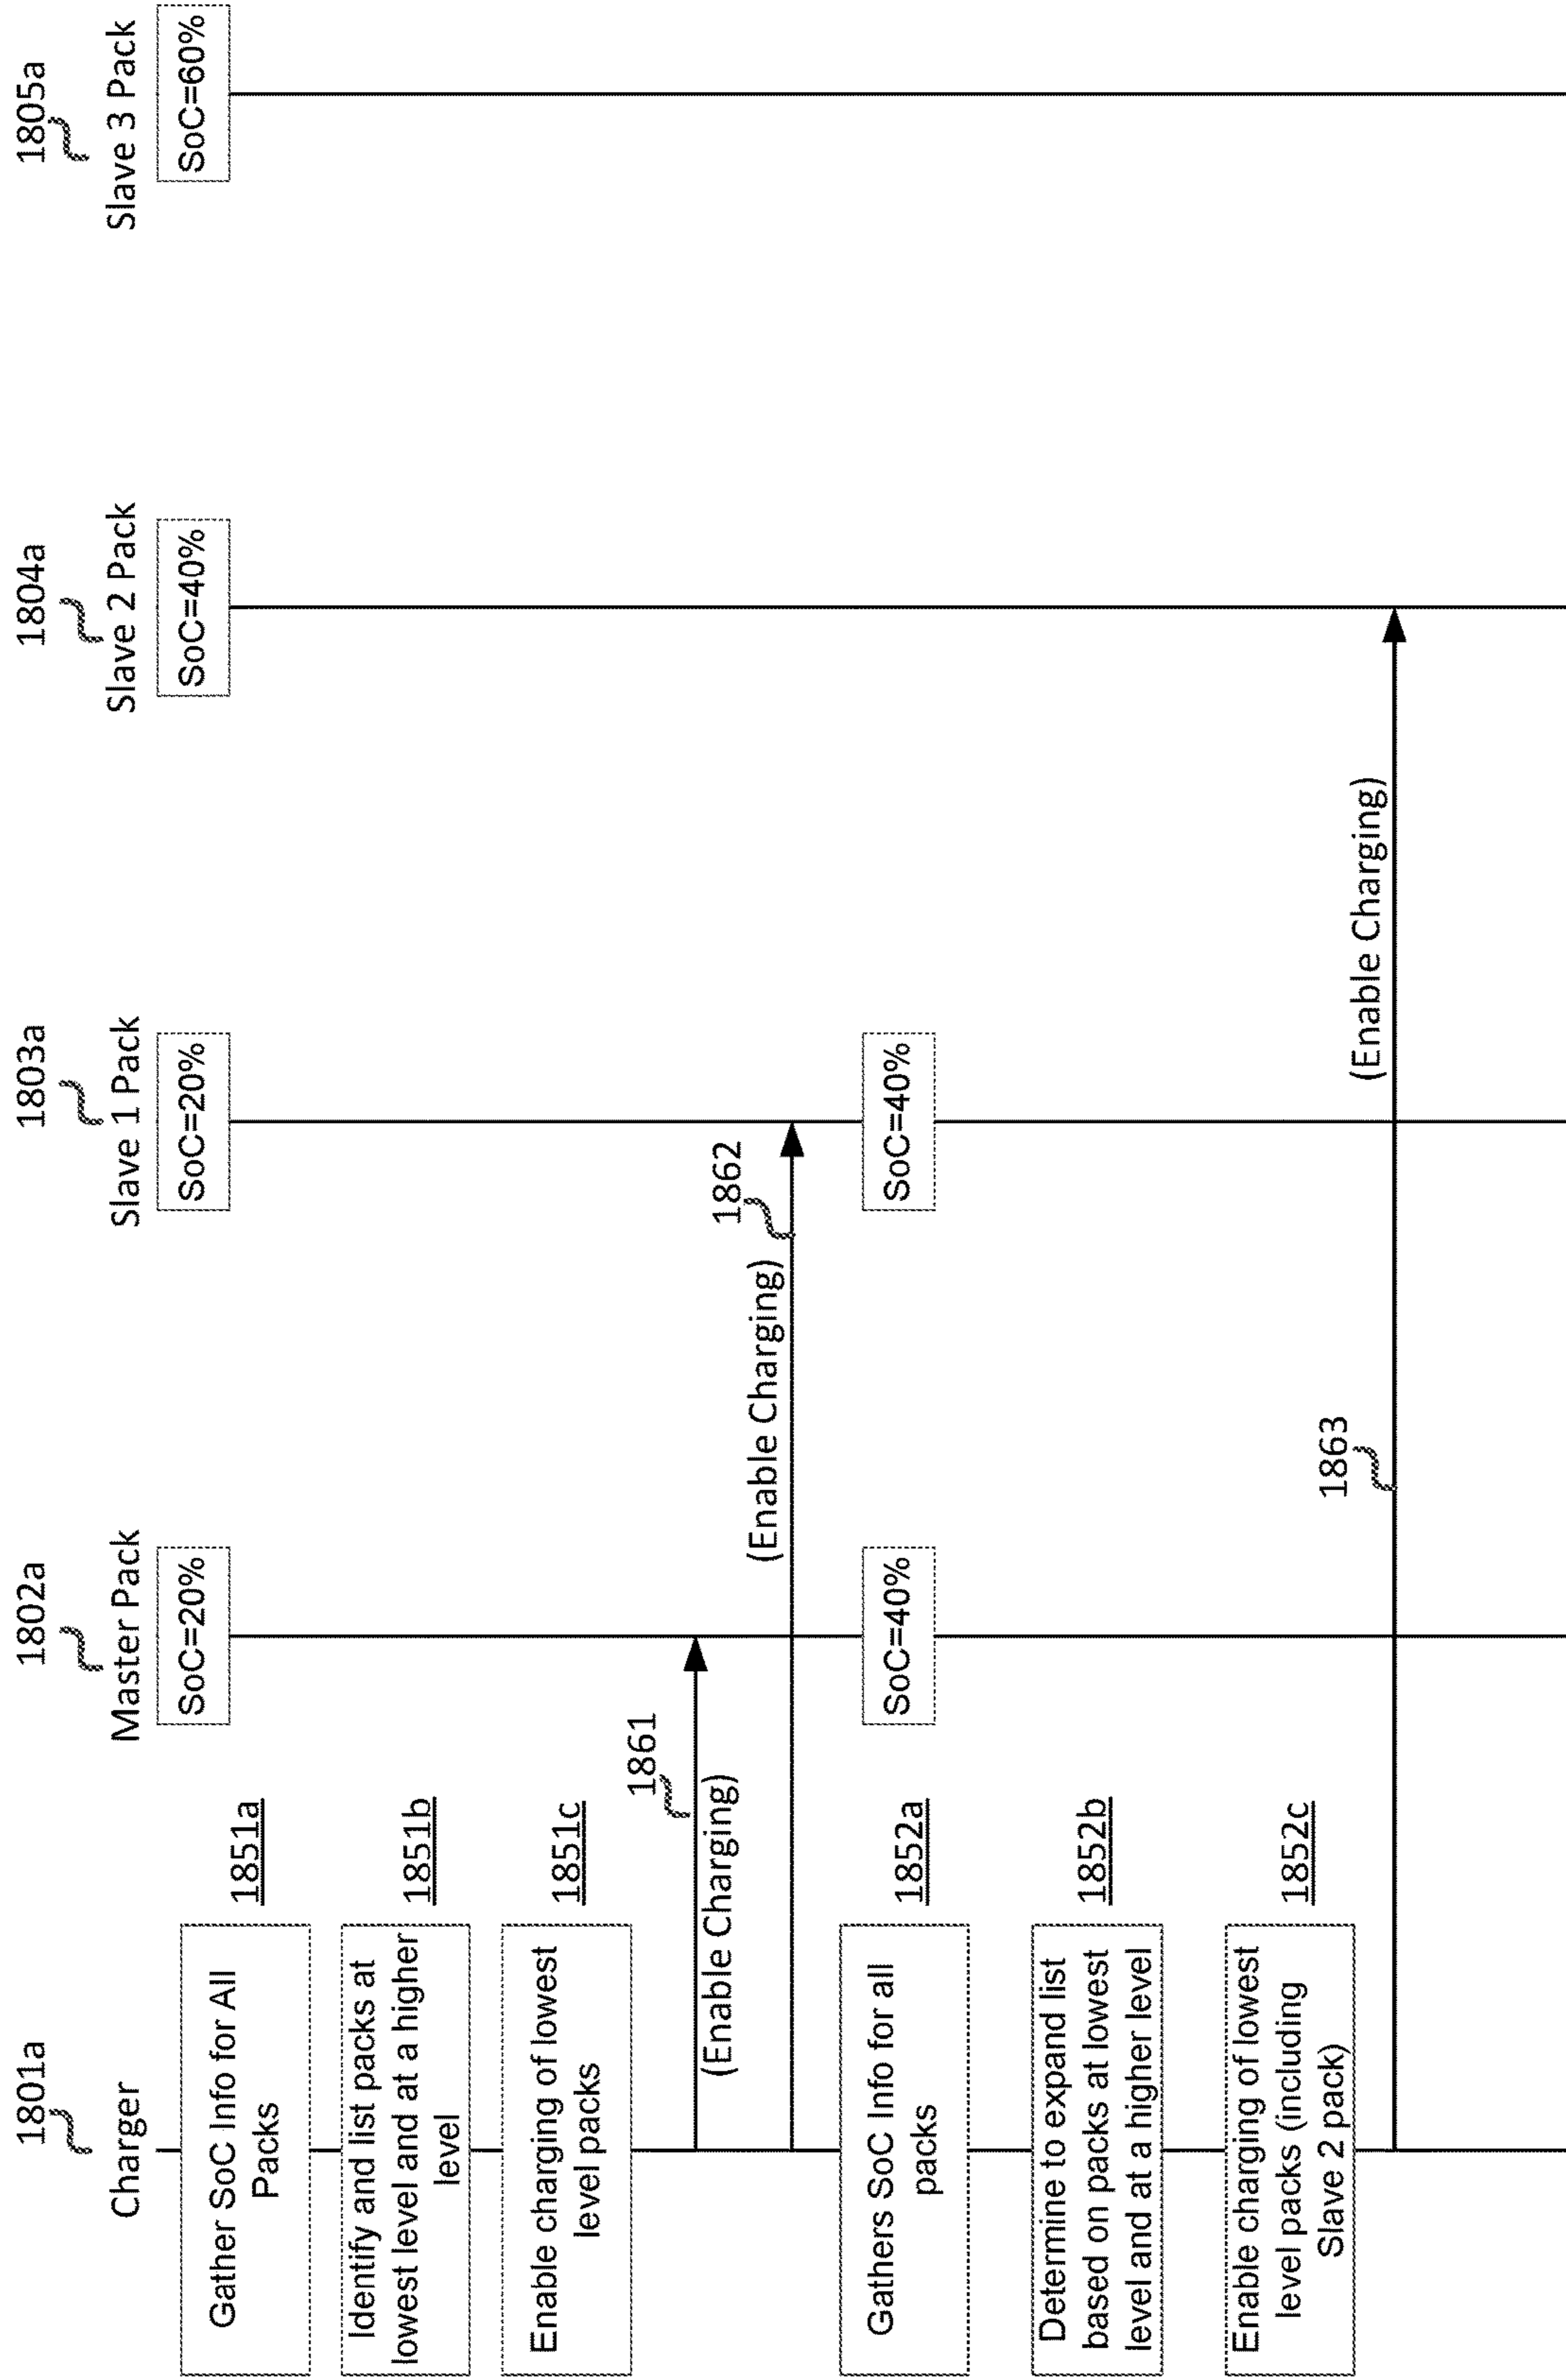 1801a
Charger
1802a
Master Pack
1803a
Slave 1 Pack
1804a
Slave 2 Pack
1805a
Slave 3 Pack
SoC=20%
SoC=20%
SoC=40%
SoC=60%
Gather SoC Info for All
Packs
1851a
Identify and list packs at
lowest level and at a higher
level
1851b
Enable charging of lowest
level packs
1851c
1861
(Enable Charging)
1862
(Enable Charging)
Gathers SoC Info for all
packs
1852a
SoC=40%
SoC=40%
Determine to expand list
based on packs at lowest
level and at a higher level
1852b
Enable charging of lowest
level packs (including
Slave 2 pack)
1852c
1863
(Enable Charging)